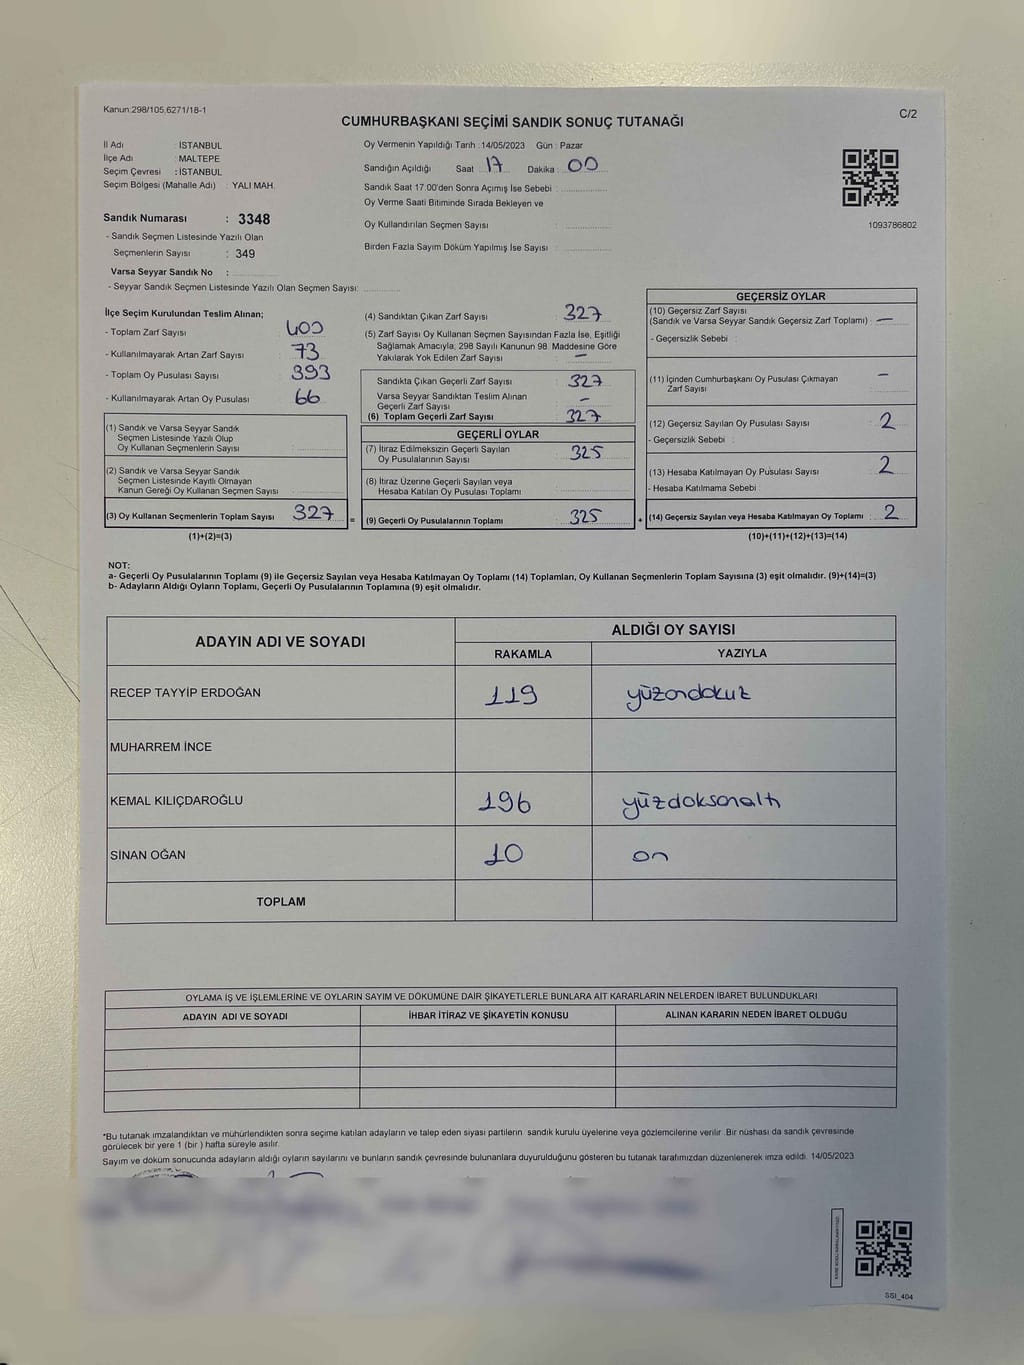 Kanun:298/105,6271/18-1
C/2
CUMHURBAŞKANI SEÇİMİ SANDIK SONUÇ TUTANAĞI
İl Adı : İSTANBUL
İlçe Adı : MALTEPE
Seçim Çevresi : İSTANBUL
Seçim Bölgesi (Mahalle Adı) : YALI MAH.
Oy Vermenin Yapıldığı Tarih :14/05/2023 Gün : Pazar
Sandığın Açıldığı Saat 17 Dakika : 00
Sandık Saat 17.00'den Sonra Açımış İse Sebebi :
Oy Verme Saati Bitiminde Sırada Bekleyen ve
Oy Kullandırılan Seçmen Sayısı :
Birden Fazla Sayım Döküm Yapılmış İse Sayısı :
1093786802
Sandık Numarası : 3348
- Sandık Seçmen Listesinde Yazılı Olan
Seçmenlerin Sayısı : 349
Varsa Seyyar Sandık No :
- Seyyar Sandık Seçmen Listesinde Yazılı Olan Seçmen Sayısı:
İlçe Seçim Kurulundan Teslim Alınan;
- Toplam Zarf Sayısı : 400
- Kullanılmayarak Artan Zarf Sayısı : 73
- Toplam Oy Pusulası Sayısı : 393
- Kullanılmayarak Artan Oy Pusulası : 66
(1) Sandık ve Varsa Seyyar Sandık
Seçmen Listesinde Yazılı Olup
Oy Kullanan Seçmenlerin Sayısı :
(2) Sandık ve Varsa Seyyar Sandık
Seçmen Listesinde Kayıtlı Olmayan
Kanun Gereği Oy Kullanan Seçmen Sayısı :
(3) Oy Kullanan Seçmenlerin Toplam Sayısı : 327
(1)+(2)=(3)
(4) Sandıktan Çıkan Zarf Sayısı : 327
(5) Zarf Sayısı Oy Kullanan Seçmen Sayısından Fazla İse, Eşitliği
Sağlamak Amacıyla, 298 Sayılı Kanunun 98. Maddesine Göre
Yakılarak Yok Edilen Zarf Sayısı : —
Sandıkta Çıkan Geçerli Zarf Sayısı : 327
Varsa Seyyar Sandıktan Teslim Alınan
Geçerli Zarf Sayısı : —
(6) Toplam Geçerli Zarf Sayısı : 327
GEÇERLİ OYLAR
(7) İtiraz Edilmeksizin Geçerli Sayılan
Oy Pusulalarının Sayısı : 325
(8) İtiraz Üzerine Geçerli Sayılan veya
Hesaba Katılan Oy Pusulası Toplamı :
= (9) Geçerli Oy Pusulalarının Toplamı : 325 +
GEÇERSİZ OYLAR
(10) Geçersiz Zarf Sayısı
(Sandık ve Varsa Seyyar Sandık Geçersiz Zarf Toplamı) : —
- Geçersizlik Sebebi :
(11) İçinden Cumhurbaşkanı Oy Pusulası Çıkmayan
Zarf Sayısı : —
(12) Geçersiz Sayılan Oy Pusulası Sayısı : 2
- Geçersizlik Sebebi :
(13) Hesaba Katılmayan Oy Pusulası Sayısı : 2
- Hesaba Katılmama Sebebi :
(14) Geçersiz Sayılan veya Hesaba Katılmayan Oy Toplamı : 2
(10)+(11)+(12)+(13)=(14)
NOT:
a- Geçerli Oy Pusulalarının Toplamı (9) ile Geçersiz Sayılan veya Hesaba Katılmayan Oy Toplamı (14) Toplamları, Oy Kullanan Seçmenlerin Toplam Sayısına (3) eşit olmalıdır. (9)+(14)=(3)
b- Adayların Aldığı Oyların Toplamı, Geçerli Oy Pusulalarının Toplamına (9) eşit olmalıdır.
ADAYIN ADI VE SOYADI
ALDIĞI OY SAYISI
RAKAMLA YAZIYLA
RECEP TAYYİP ERDOĞAN 119 yüzondokuz
MUHARREM İNCE
KEMAL KILIÇDAROĞLU 196 yüzdoksanaltı
SİNAN OĞAN 10 on
TOPLAM
OYLAMA İŞ VE İŞLEMLERİNE VE OYLARIN SAYIM VE DÖKÜMÜNE DAİR ŞİKAYETLERLE BUNLARA AİT KARARLARIN NELERDEN İBARET BULUNDUKLARI
ADAYIN ADI VE SOYADI İHBAR İTİRAZ VE ŞİKAYETİN KONUSU ALINAN KARARIN NEDEN İBARET OLDUĞU
*Bu tutanak imzalandıktan ve mühürlendikten sonra seçime katılan adayların ve talep eden siyasi partilerin sandık kurulu üyelerine veya gözlemcilerine verilir. Bir nüshası da sandık çevresinde
görülecek bir yere 1 (bir ) hafta süreyle asılır.
Sayım ve döküm sonucunda adayların aldığı oyların sayılarını ve bunların sandık çevresinde bulunanlara duyurulduğunu gösteren bu tutanak tarafımızdan düzenlenerek imza edildi. 14/05/2023
SSI_404